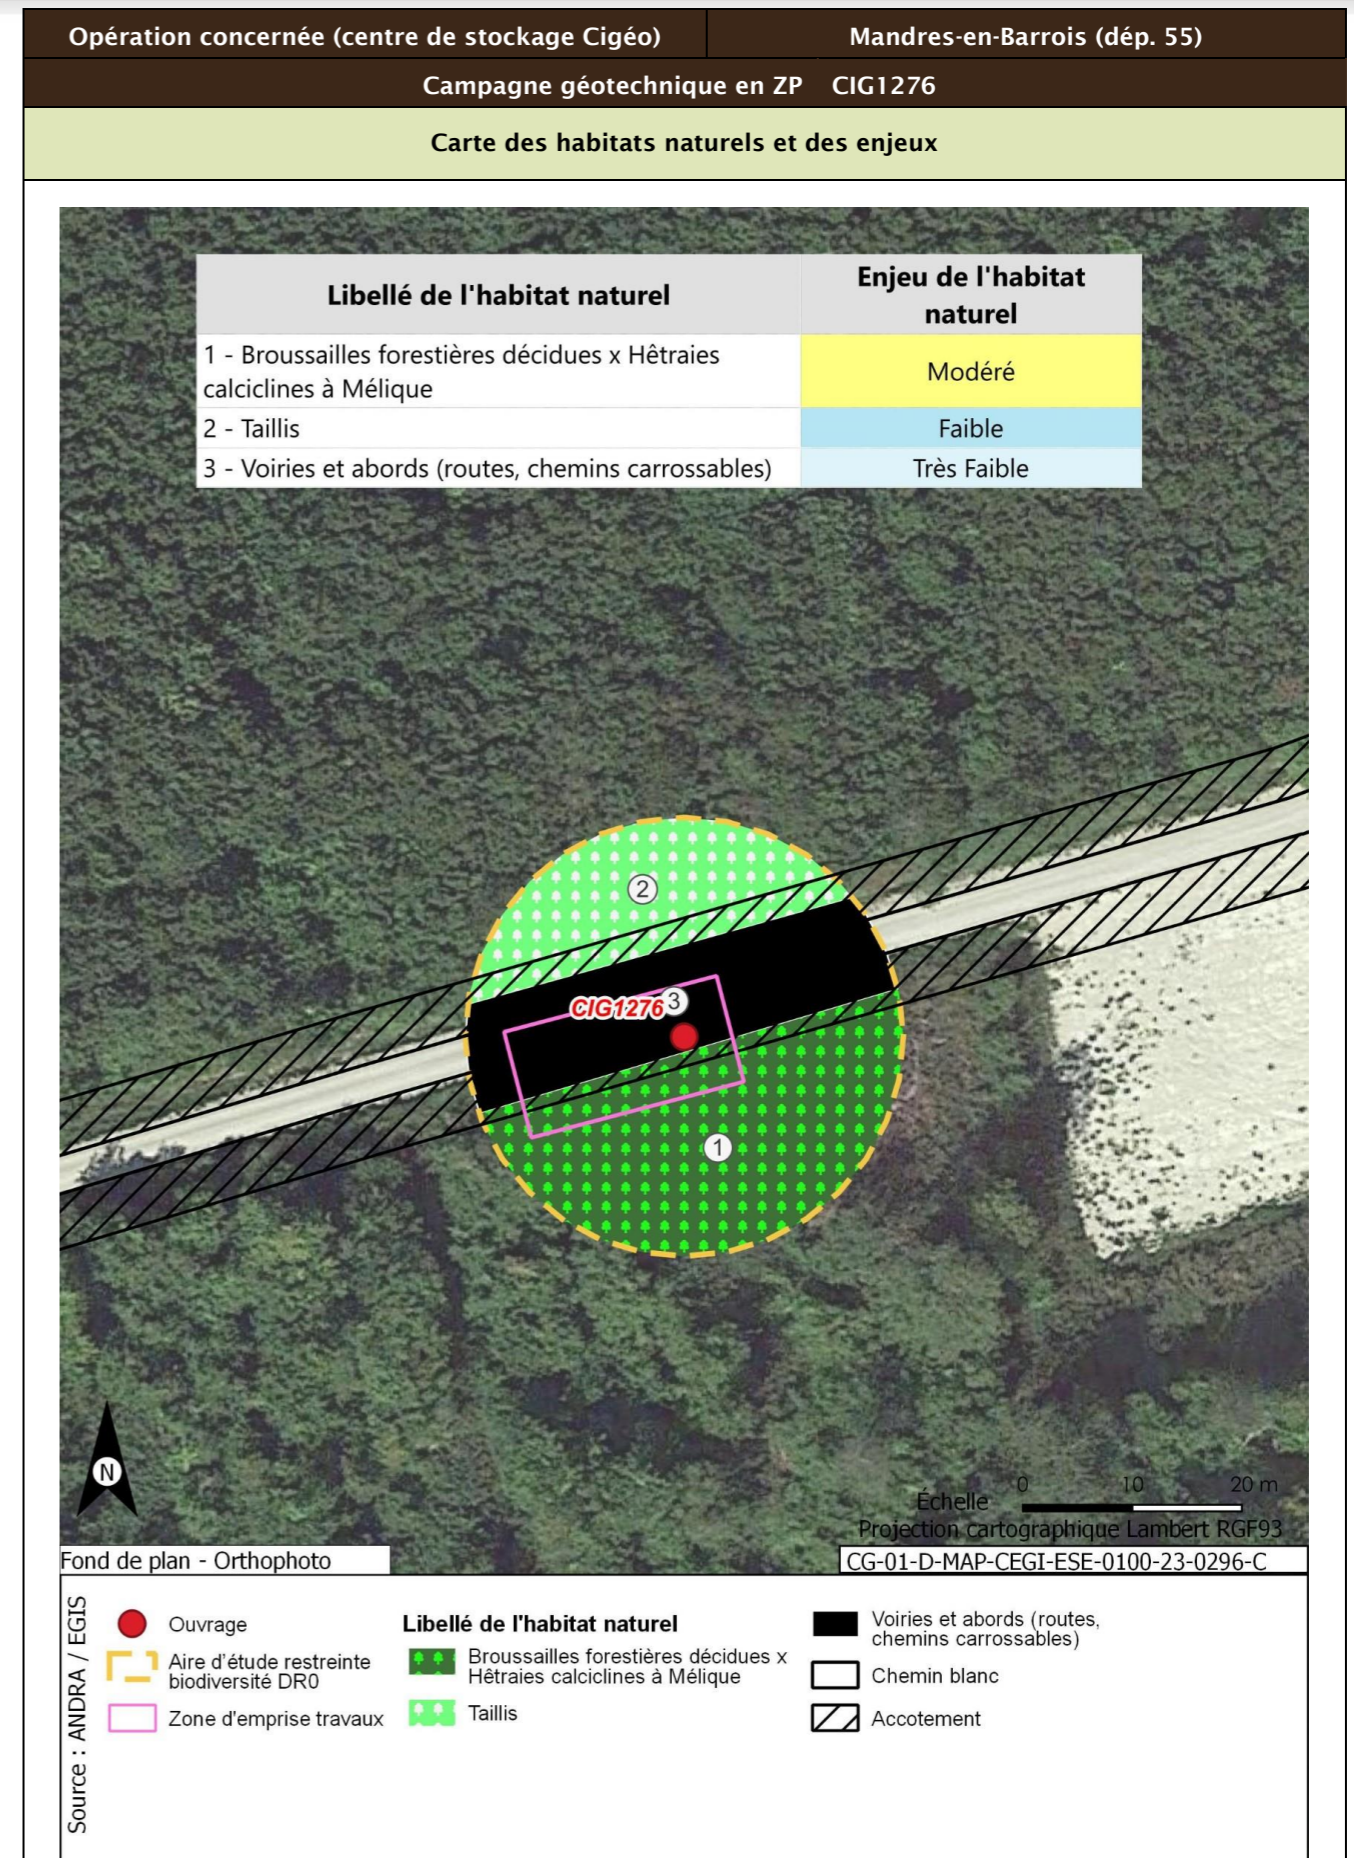 Opération concernée (centre de stockage Cigéo)
Mandres-en-Barrois (dép. 55)
Campagne géotechnique en ZP CIG1276
Carte des habitats naturels et des enjeux
Libellé de l'habitat naturel
Enjeu de l'habitat
naturel
1 - Broussailles forestières décidues x Hêtraies
calciclines à Mélique
Modéré
2 - Taillis
Faible
3 - Voiries et abords (routes, chemins carrossables)
Très Faible
2
CIG1276
3
1
N
0 10 20 m
Échelle
Projection cartographique Lambert RGF93
Fond de plan - Orthophoto
CG-01-D-MAP-CEGI-ESE-0100-23-0296-C
Source : ANDRA / EGIS
Ouvrage
Aire d'étude restreinte
biodiversité DR0
Zone d'emprise travaux
Libellé de l'habitat naturel
Broussailles forestières décidues x
Hêtraies calciclines à Mélique
Taillis
Voiries et abords (routes,
chemins carrossables)
Chemin blanc
Accotement